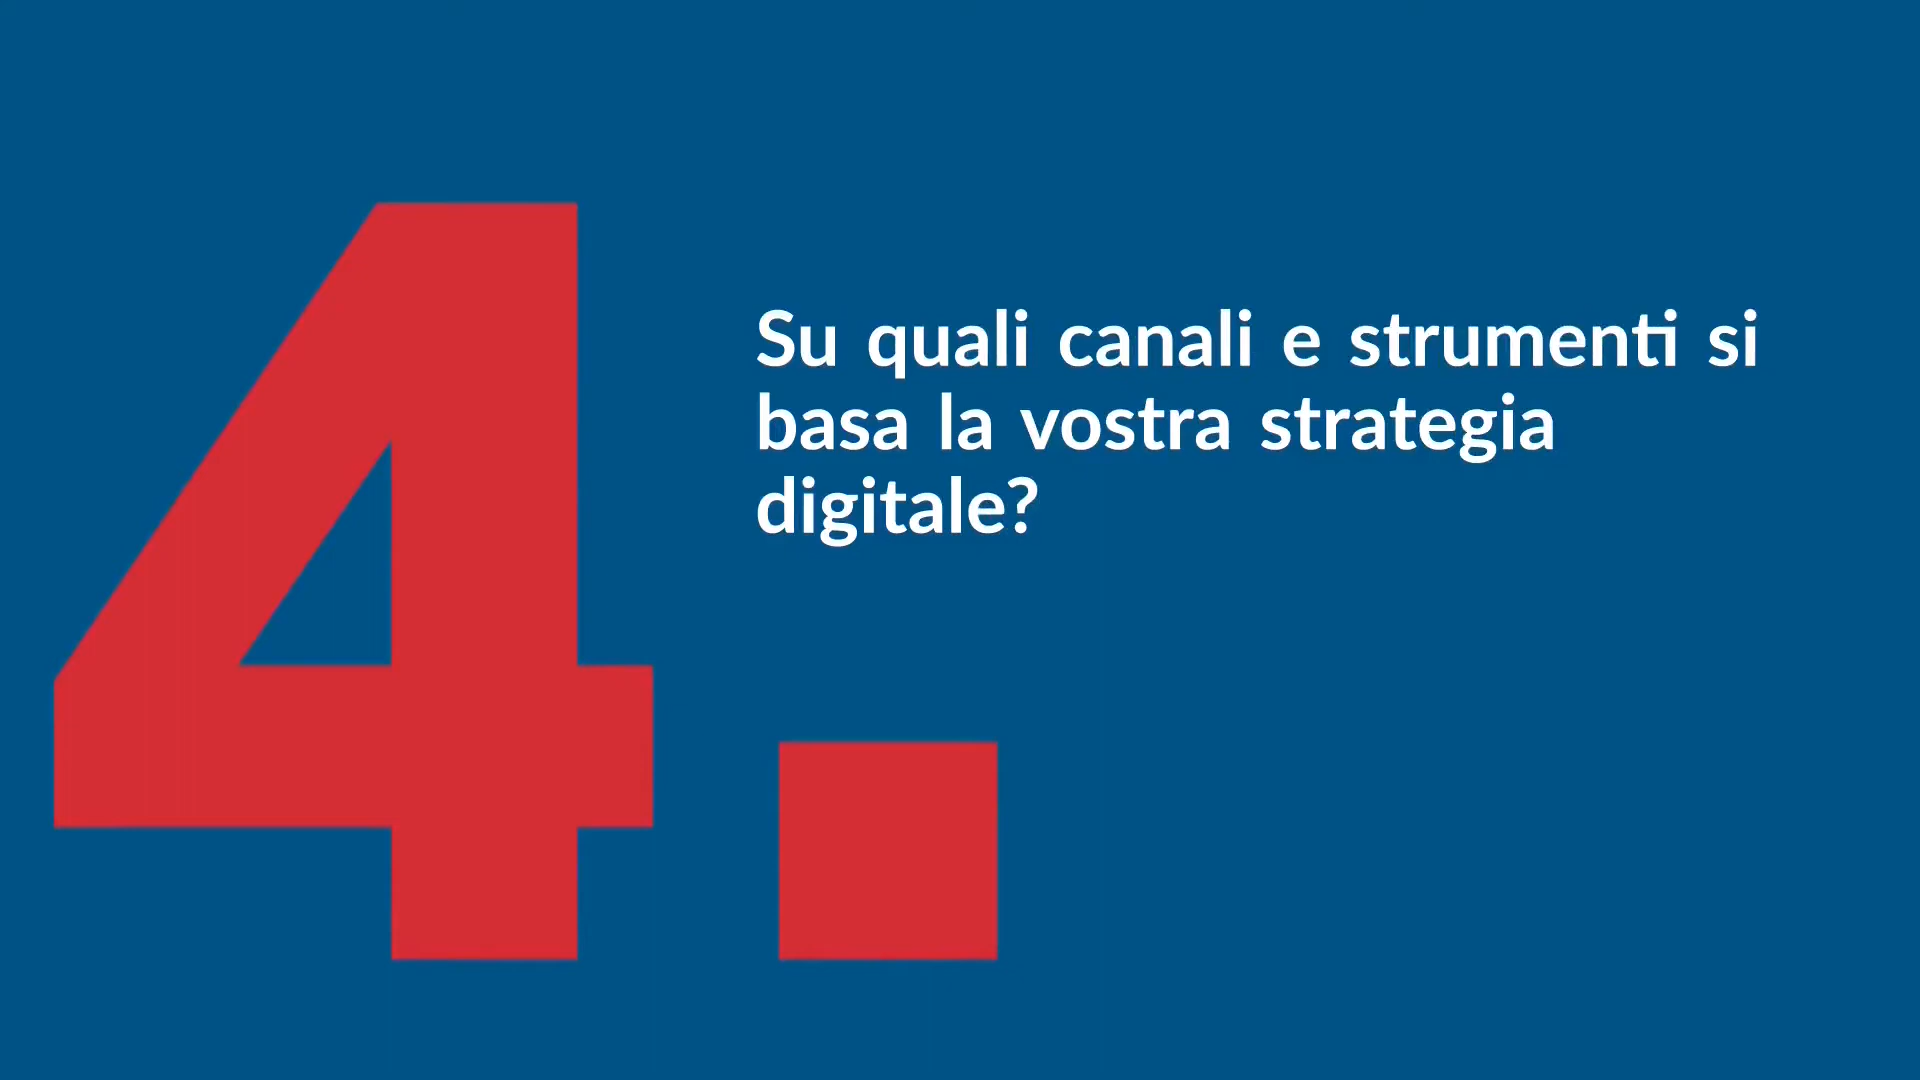 4.
Su quali canali e strumenti si
basa la vostra strategia
digitale?